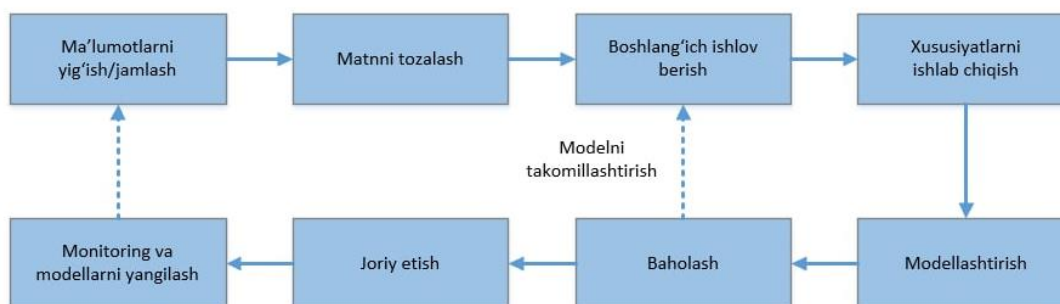 Ma’lumotlarni
yig‘ish/jamlash
Matnni tozalash
Boshlang‘ich ishlov
berish
Xususiyatlarni
ishlab chiqish
Modelni
takomillashtirish
Monitoring va
modellarni yangilash
Joriy etish
Baholash
Modellashtirish